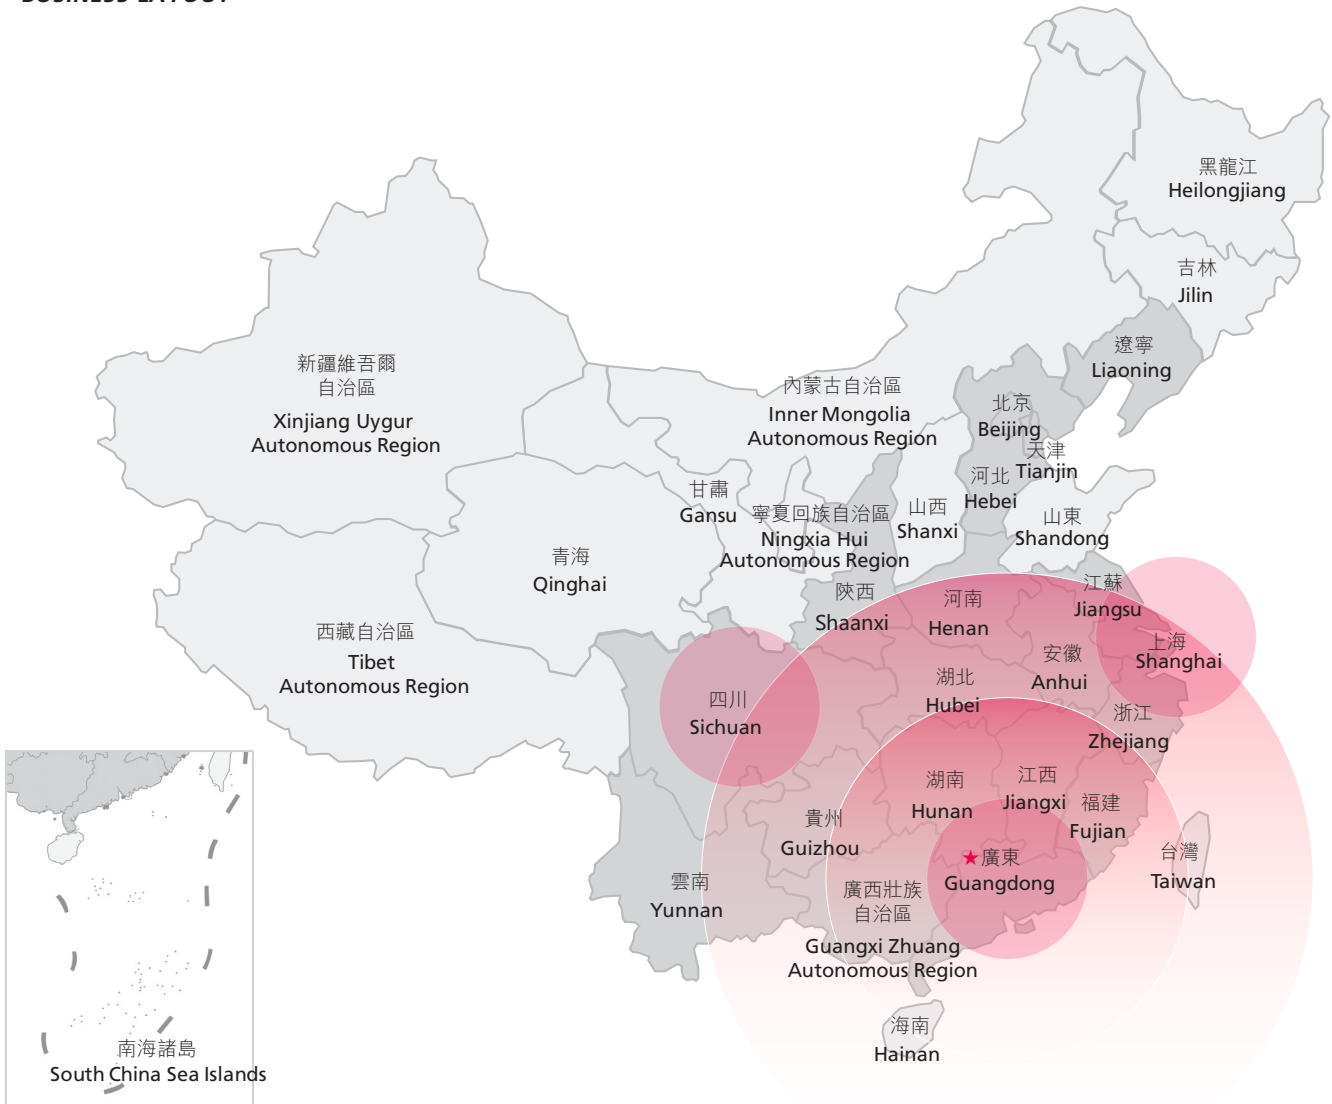 BUSINESS LAYOUT
黑龍江
Heilongjiang
吉林
Jilin
遼寧
Liaoning
新疆維吾爾
自治區
Xinjiang Uygur
Autonomous Region
內蒙古自治區
Inner Mongolia
Autonomous Region
北京
Beijing
天津
Tianjin
河北
Hebei
甘肅
Gansu
寧夏回族自治區
Ningxia Hui
Autonomous Region
山西
Shanxi
山東
Shandong
青海
Qinghai
陝西
Shaanxi
河南
Henan
江蘇
Jiangsu
西藏自治區
Tibet
Autonomous Region
上海
Shanghai
安徽
Anhui
湖北
Hubei
四川
Sichuan
浙江
Zhejiang
湖南
Hunan
江西
Jiangxi
福建
Fujian
貴州
Guizhou
廣東
Guangdong
台灣
Taiwan
雲南
Yunnan
廣西壯族
自治區
Guangxi Zhuang
Autonomous Region
海南
Hainan
南海諸島
South China Sea Islands